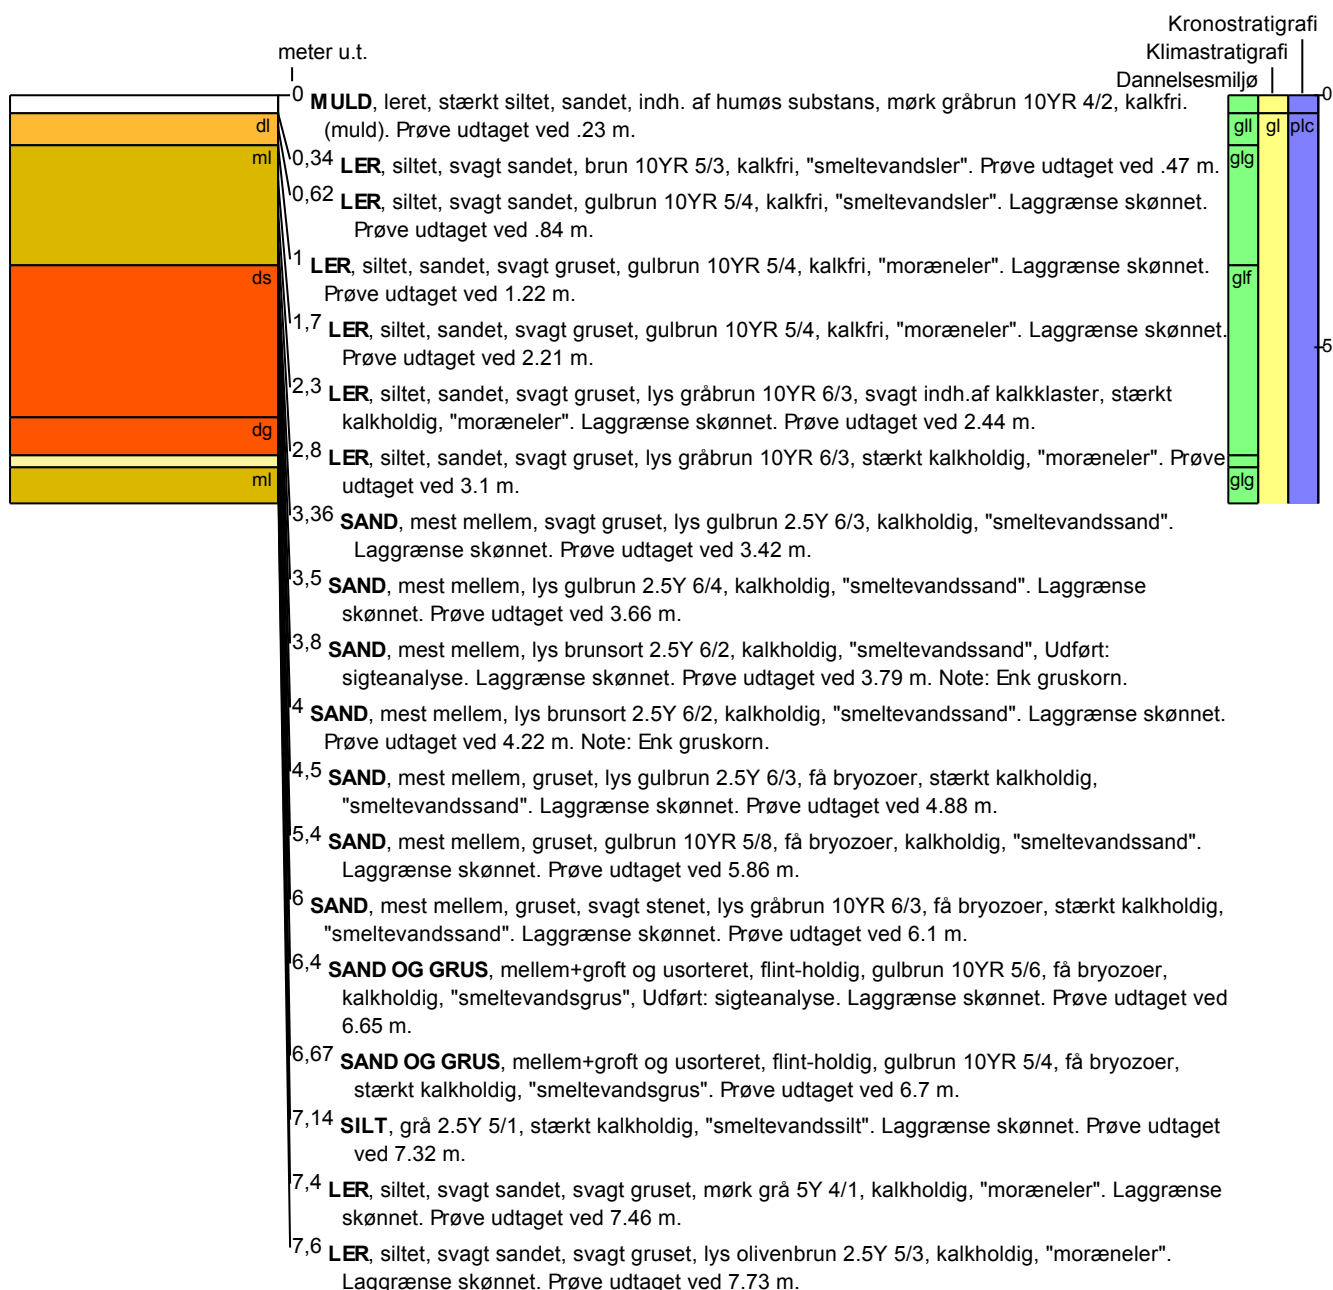 Kronostratigrafi
meter u.t.
Klimastratigrafi
Dannelsesmiljø
0 MULD, leret, stærkt siltet, sandet, indh. af humøs substans, mørk gråbrun 10YR 4/2, kalkfri.
(muld). Prøve udtaget ved .23 m.
0
dl
gll gl plc
ml
0,34 LER, siltet, svagt sandet, brun 10YR 5/3, kalkfri, "smeltevandsler". Prøve udtaget ved .47 m.
glg
0,62 LER, siltet, svagt sandet, gulbrun 10YR 5/4, kalkfri, "smeltevandsler". Laggrænse skønnet.
Prøve udtaget ved .84 m.
1 LER, siltet, sandet, svagt gruset, gulbrun 10YR 5/4, kalkfri, "moræneler". Laggrænse skønnet.
Prøve udtaget ved 1.22 m.
ds
glf
1,7 LER, siltet, sandet, svagt gruset, gulbrun 10YR 5/4, kalkfri, "moræneler". Laggrænse skønnet.
Prøve udtaget ved 2.21 m.
5
2,3 LER, siltet, sandet, svagt gruset, lys gråbrun 10YR 6/3, svagt indh.af kalkklaster, stærkt
kalkholdig, "moræneler". Laggrænse skønnet. Prøve udtaget ved 2.44 m.
dg
2,8 LER, siltet, sandet, svagt gruset, lys gråbrun 10YR 6/3, stærkt kalkholdig, "moræneler". Prøve
udtaget ved 3.1 m.
ml
glg
3,36 SAND, mest mellem, svagt gruset, lys gulbrun 2.5Y 6/3, kalkholdig, "smeltevandssand".
Laggrænse skønnet. Prøve udtaget ved 3.42 m.
3,5 SAND, mest mellem, lys gulbrun 2.5Y 6/4, kalkholdig, "smeltevandssand". Laggrænse
skønnet. Prøve udtaget ved 3.66 m.
3,8 SAND, mest mellem, lys brunsort 2.5Y 6/2, kalkholdig, "smeltevandssand", Udført:
sigteanalyse. Laggrænse skønnet. Prøve udtaget ved 3.79 m. Note: Enk gruskorn.
4 SAND, mest mellem, lys brunsort 2.5Y 6/2, kalkholdig, "smeltevandssand". Laggrænse skønnet.
Prøve udtaget ved 4.22 m. Note: Enk gruskorn.
4,5 SAND, mest mellem, gruset, lys gulbrun 2.5Y 6/3, få bryozoer, stærkt kalkholdig,
"smeltevandssand". Laggrænse skønnet. Prøve udtaget ved 4.88 m.
5,4 SAND, mest mellem, gruset, gulbrun 10YR 5/8, få bryozoer, kalkholdig, "smeltevandssand".
Laggrænse skønnet. Prøve udtaget ved 5.86 m.
6 SAND, mest mellem, gruset, svagt stenet, lys gråbrun 10YR 6/3, få bryozoer, stærkt kalkholdig,
"smeltevandssand". Laggrænse skønnet. Prøve udtaget ved 6.1 m.
6,4 SAND OG GRUS, mellem+groft og usorteret, flint-holdig, gulbrun 10YR 5/6, få bryozoer,
kalkholdig, "smeltevandsgrus", Udført: sigteanalyse. Laggrænse skønnet. Prøve udtaget ved
6.65 m.
6,67 SAND OG GRUS, mellem+groft og usorteret, flint-holdig, gulbrun 10YR 5/4, få bryozoer,
stærkt kalkholdig, "smeltevandsgrus". Prøve udtaget ved 6.7 m.
7,14 SILT, grå 2.5Y 5/1, stærkt kalkholdig, "smeltevandssilt". Laggrænse skønnet. Prøve udtaget
ved 7.32 m.
7,4 LER, siltet, svagt sandet, svagt gruset, mørk grå 5Y 4/1, kalkholdig, "moræneler". Laggrænse
skønnet. Prøve udtaget ved 7.46 m.
7,6 LER, siltet, svagt sandet, svagt gruset, lys olivenbrun 2.5Y 5/3, kalkholdig, "moræneler".
Laggrænse skønnet. Prøve udtaget ved 7.73 m.